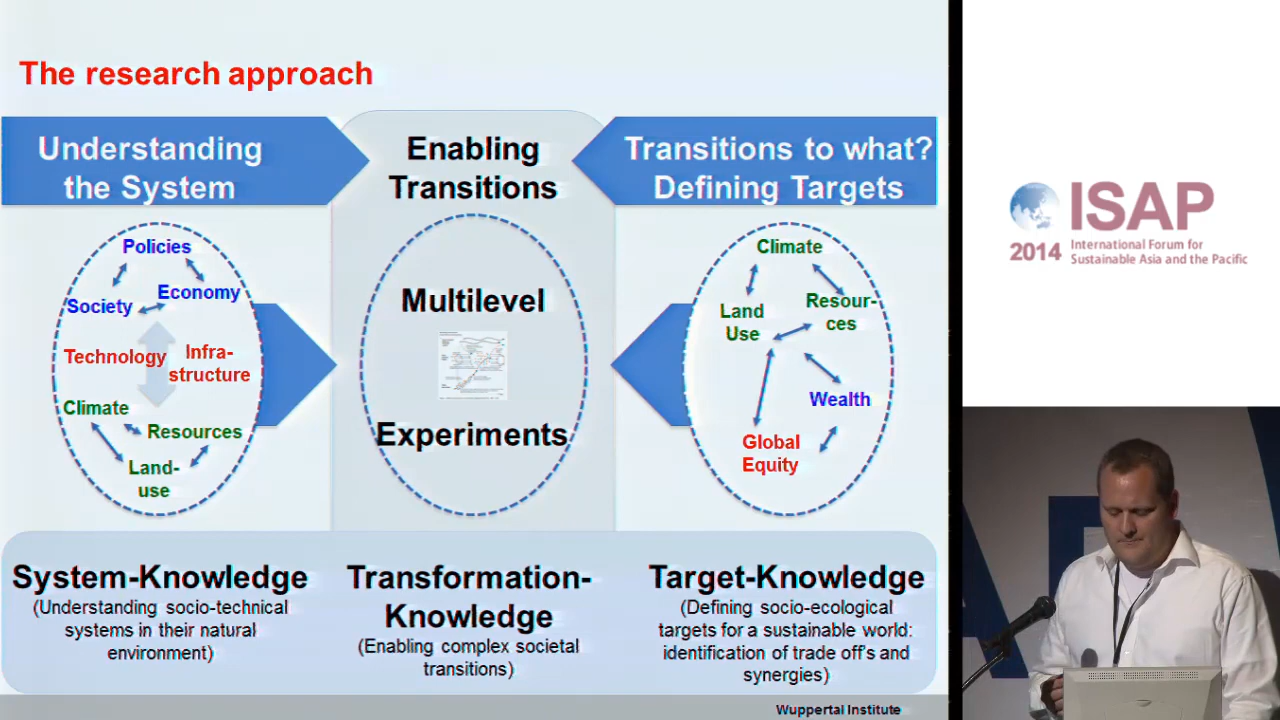 The research approach
Understanding
the System
Enabling
Transitions
Transitions to what?
Defining Targets
Policies
Society
Economy
Technology
Infra-
structure
Climate
Resources
Land-
use
Multilevel
Experiments
Climate
Land
Use
Resour-
ces
Wealth
Global
Equity
System-Knowledge
(Understanding socio-technical
systems in their natural
environment)
Transformation-
Knowledge
(Enabling complex societal
transitions)
Target-Knowledge
(Defining socio-ecological
targets for a sustainable world:
identification of trade off's and
synergies)
Wuppertal Institute
ISAP
2014
International Forum for
Sustainable Asia and the Pacific